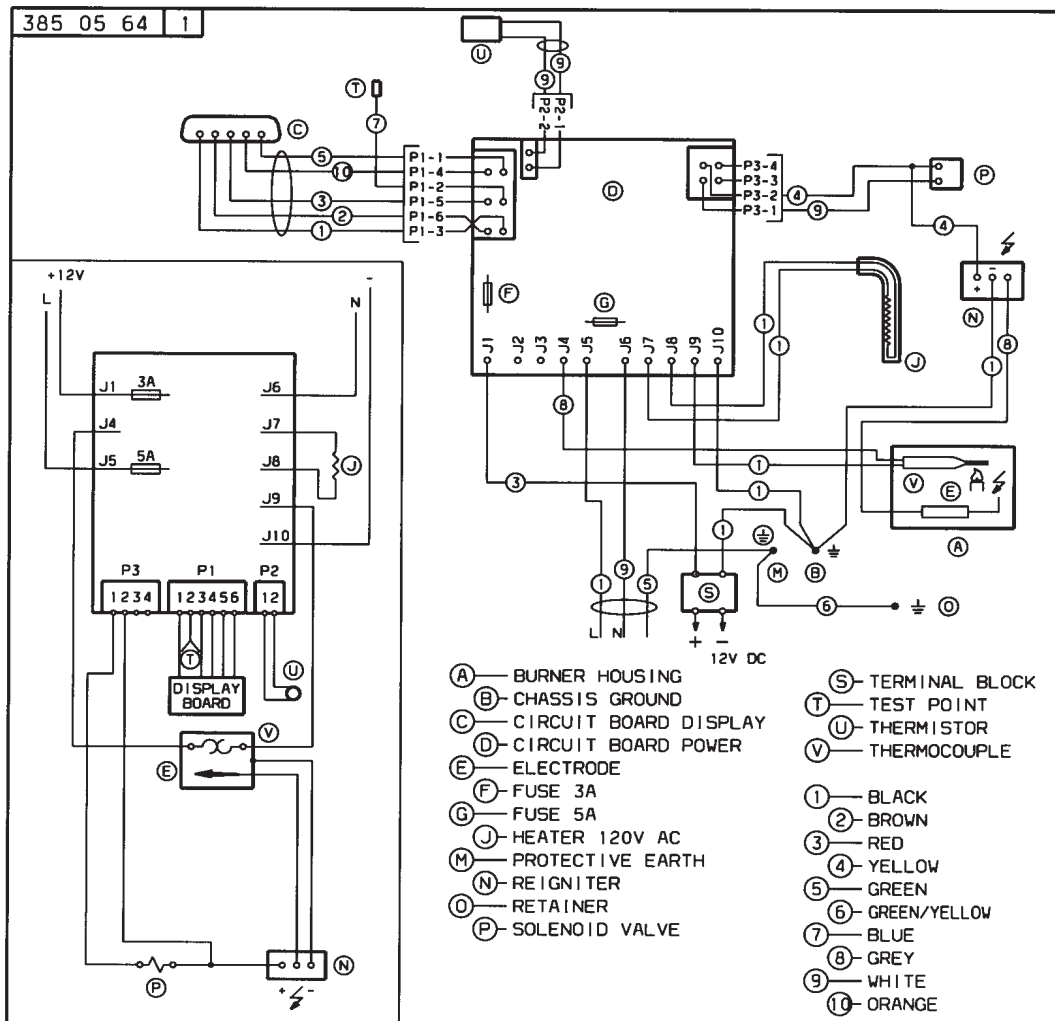 385 05 64 1
U
9
9
P2-2
P2-1
T
7
C
5
10
3
2
1
P1-1
P1-4
P1-2
P1-5
P1-6
P1-3
D
P3-4
P3-3
P3-2
P3-1
4
9
P
4
N
+ -
F
G
J1
J2
J3
J4
J5
J6
J7
J8
J9
J10
1
1
J
1
8
8
3
1
1
V
E
A
1
M
B
1
9
5
S
6
O
L N
+ -
12V DC
+12V
L
-
N
J1 3A
J4
J5 5A
J6
J7
J8
J9
J10
J
P3
P1
P2
1234
123456
12
T
U
DISPLAY
BOARD
V
E
P
N
+ -
A BURNER HOUSING
B CHASSIS GROUND
C CIRCUIT BOARD DISPLAY
D CIRCUIT BOARD POWER
E ELECTRODE
F FUSE 3A
G FUSE 5A
J HEATER 120V AC
M PROTECTIVE EARTH
N REIGNITER
O RETAINER
P SOLENOID VALVE
S TERMINAL BLOCK
T TEST POINT
U THERMISTOR
V THERMOCOUPLE
1 BLACK
2 BROWN
3 RED
4 YELLOW
5 GREEN
6 GREEN/YELLOW
7 BLUE
8 GREY
9 WHITE
10 ORANGE